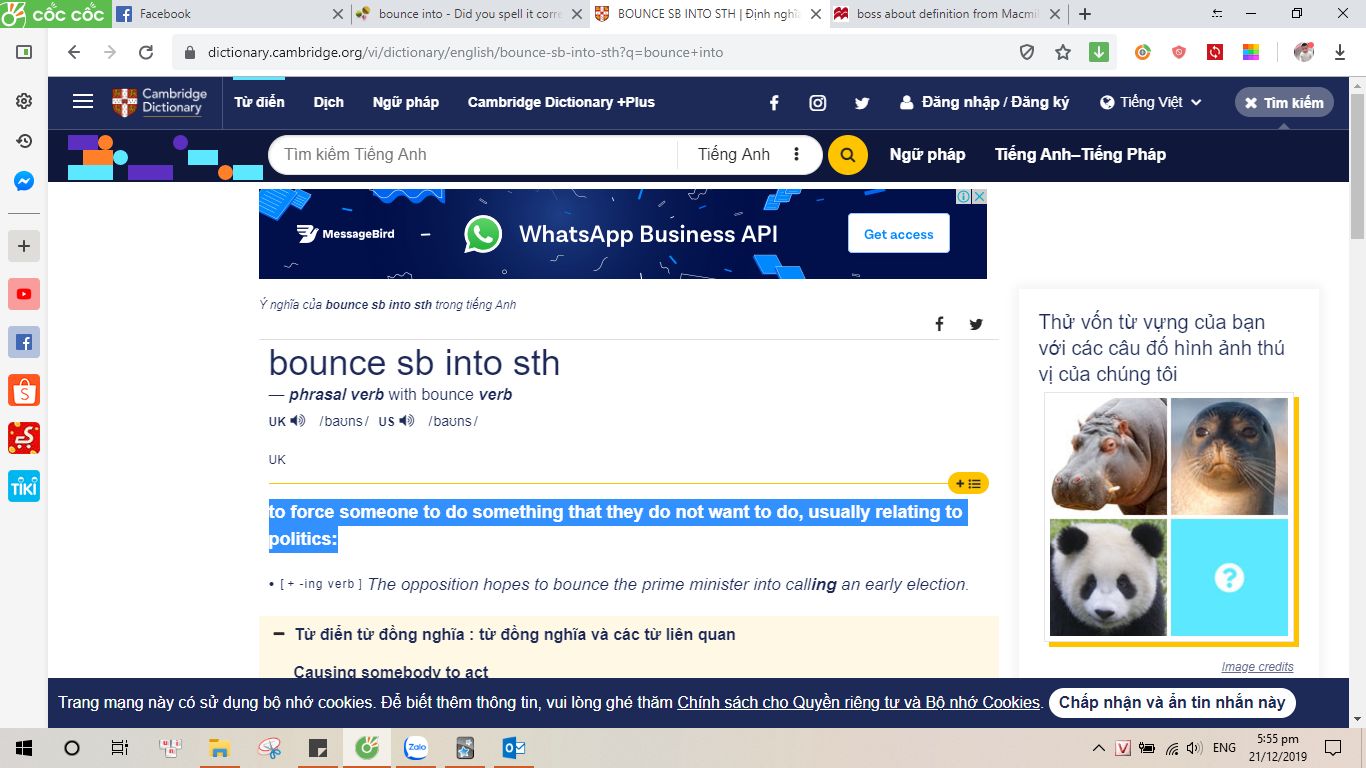 cốc cốc
Facebook
bounce into - Did you spell it corre
BOUNCE SB INTO STH | Định nghĩa
boss about definition from Macmil
dictionary.cambridge.org/vi/dictionary/english/bounce-sb-into-sth?q=bounce+into
Cambridge Dictionary
Từ điển
Dịch
Ngữ pháp
Cambridge Dictionary +Plus
Đăng nhập / Đăng ký
Tiếng Việt
Tìm kiếm
Tìm kiếm Tiếng Anh
Tiếng Anh
Ngữ pháp
Tiếng Anh–Tiếng Pháp
MessageBird – WhatsApp Business API
Get access
Ý nghĩa của bounce sb into sth trong tiếng Anh
bounce sb into sth
— phrasal verb with bounce verb
UK /baʊns/ US /baʊns/
UK
to force someone to do something that they do not want to do, usually relating to
politics:
• [ + -ing verb ] The opposition hopes to bounce the prime minister into calling an early election.
– Từ điển từ đồng nghĩa : từ đồng nghĩa và các từ liên quan
Causing somebody to act
Thử vốn từ vựng của bạn
với các câu đố hình ảnh thú
vị của chúng tôi
?
Image credits
Trang mạng này có sử dụng bộ nhớ cookies. Để biết thêm thông tin, vui lòng ghé thăm Chính sách cho Quyền riêng tư và Bộ nhớ Cookies.
Chấp nhận và ẩn tin nhắn này
TIKI
Zalo
V
ENG
5:55 pm
21/12/2019